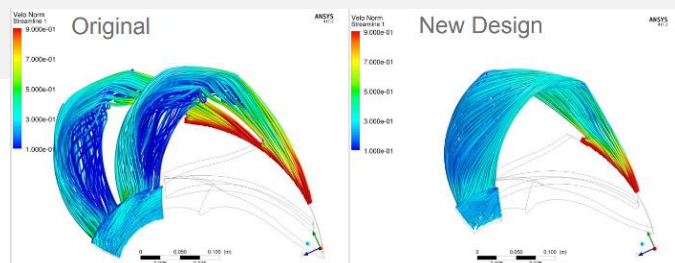 Velo Norm
Streamline 1
Original
ANSYS
9.000e-01
7.000e-01
5.000e-01
3.000e-01
1.000e-01
0
0.050
0.100 (m)
Velo Norm
Streamline 1
New Design
ANSYS
9.000e-01
7.000e-01
5.000e-01
3.000e-01
1.000e-01
0
0.050
0.100 (m)